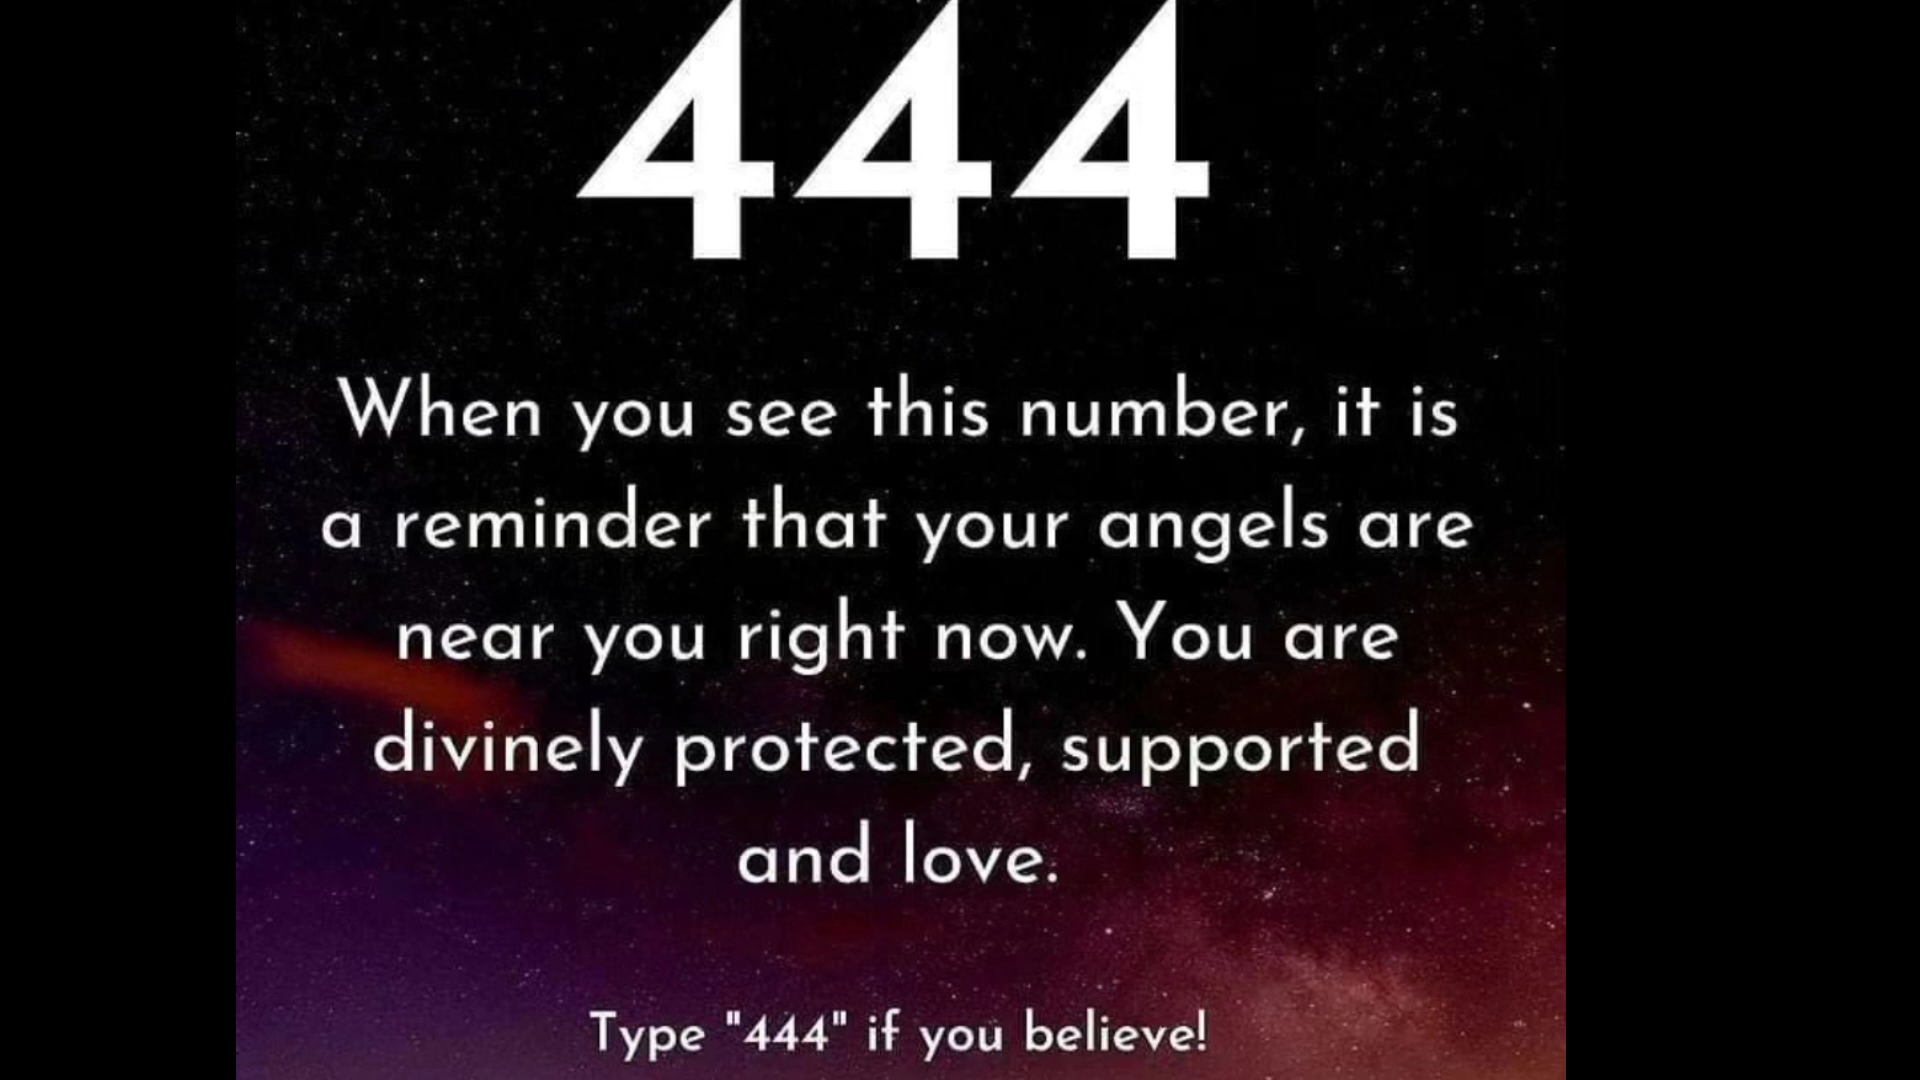 444
When you see this number, it is
a reminder that your angels are
near you right now. You are
divinely protected, supported
and love.
Type "444" if you believe!